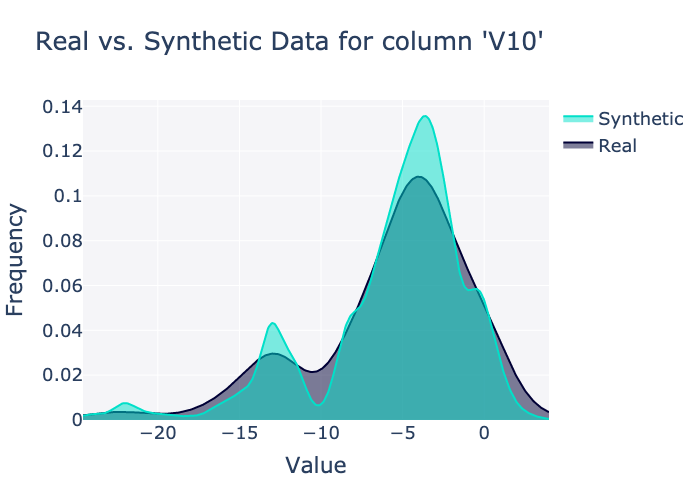 Real vs. Synthetic Data for column 'V10'
0.14
0.12
0.1
0.08
0.06
0.04
0.02
0
Frequency
−20
−15
−10
−5
0
Value
Synthetic
Real